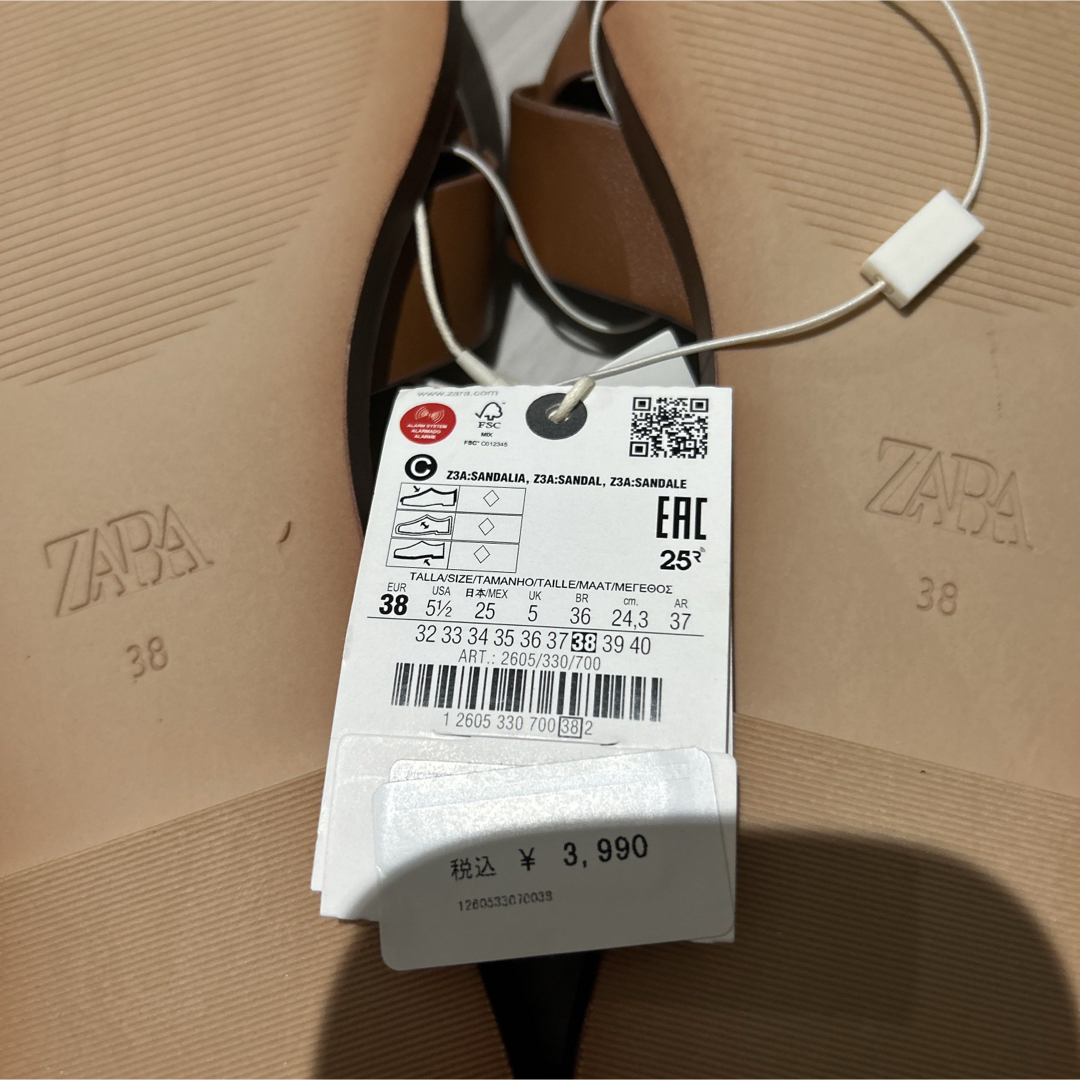 www.zara.com
ALARM SYSTEM
ALARMADO
ALARME
FSC
MIX
FSC® C012345
C
Z3A:SANDALIA, Z3A:SANDAL, Z3A:SANDALE
EAC
25
TALLA/SIZE/TAMANHO/TAILLE/MAAT/ΜΕΓΕΘΟΣ
EUR USA 日本/MEX UK BR cm. AR
38 5½ 25 5 36 24,3 37
32 33 34 35 36 37 38 39 40
ART.: 2605/330/700
1 2605 330 700 38 2
税込 ¥ 3,990
ZARA
38
ZARA
38